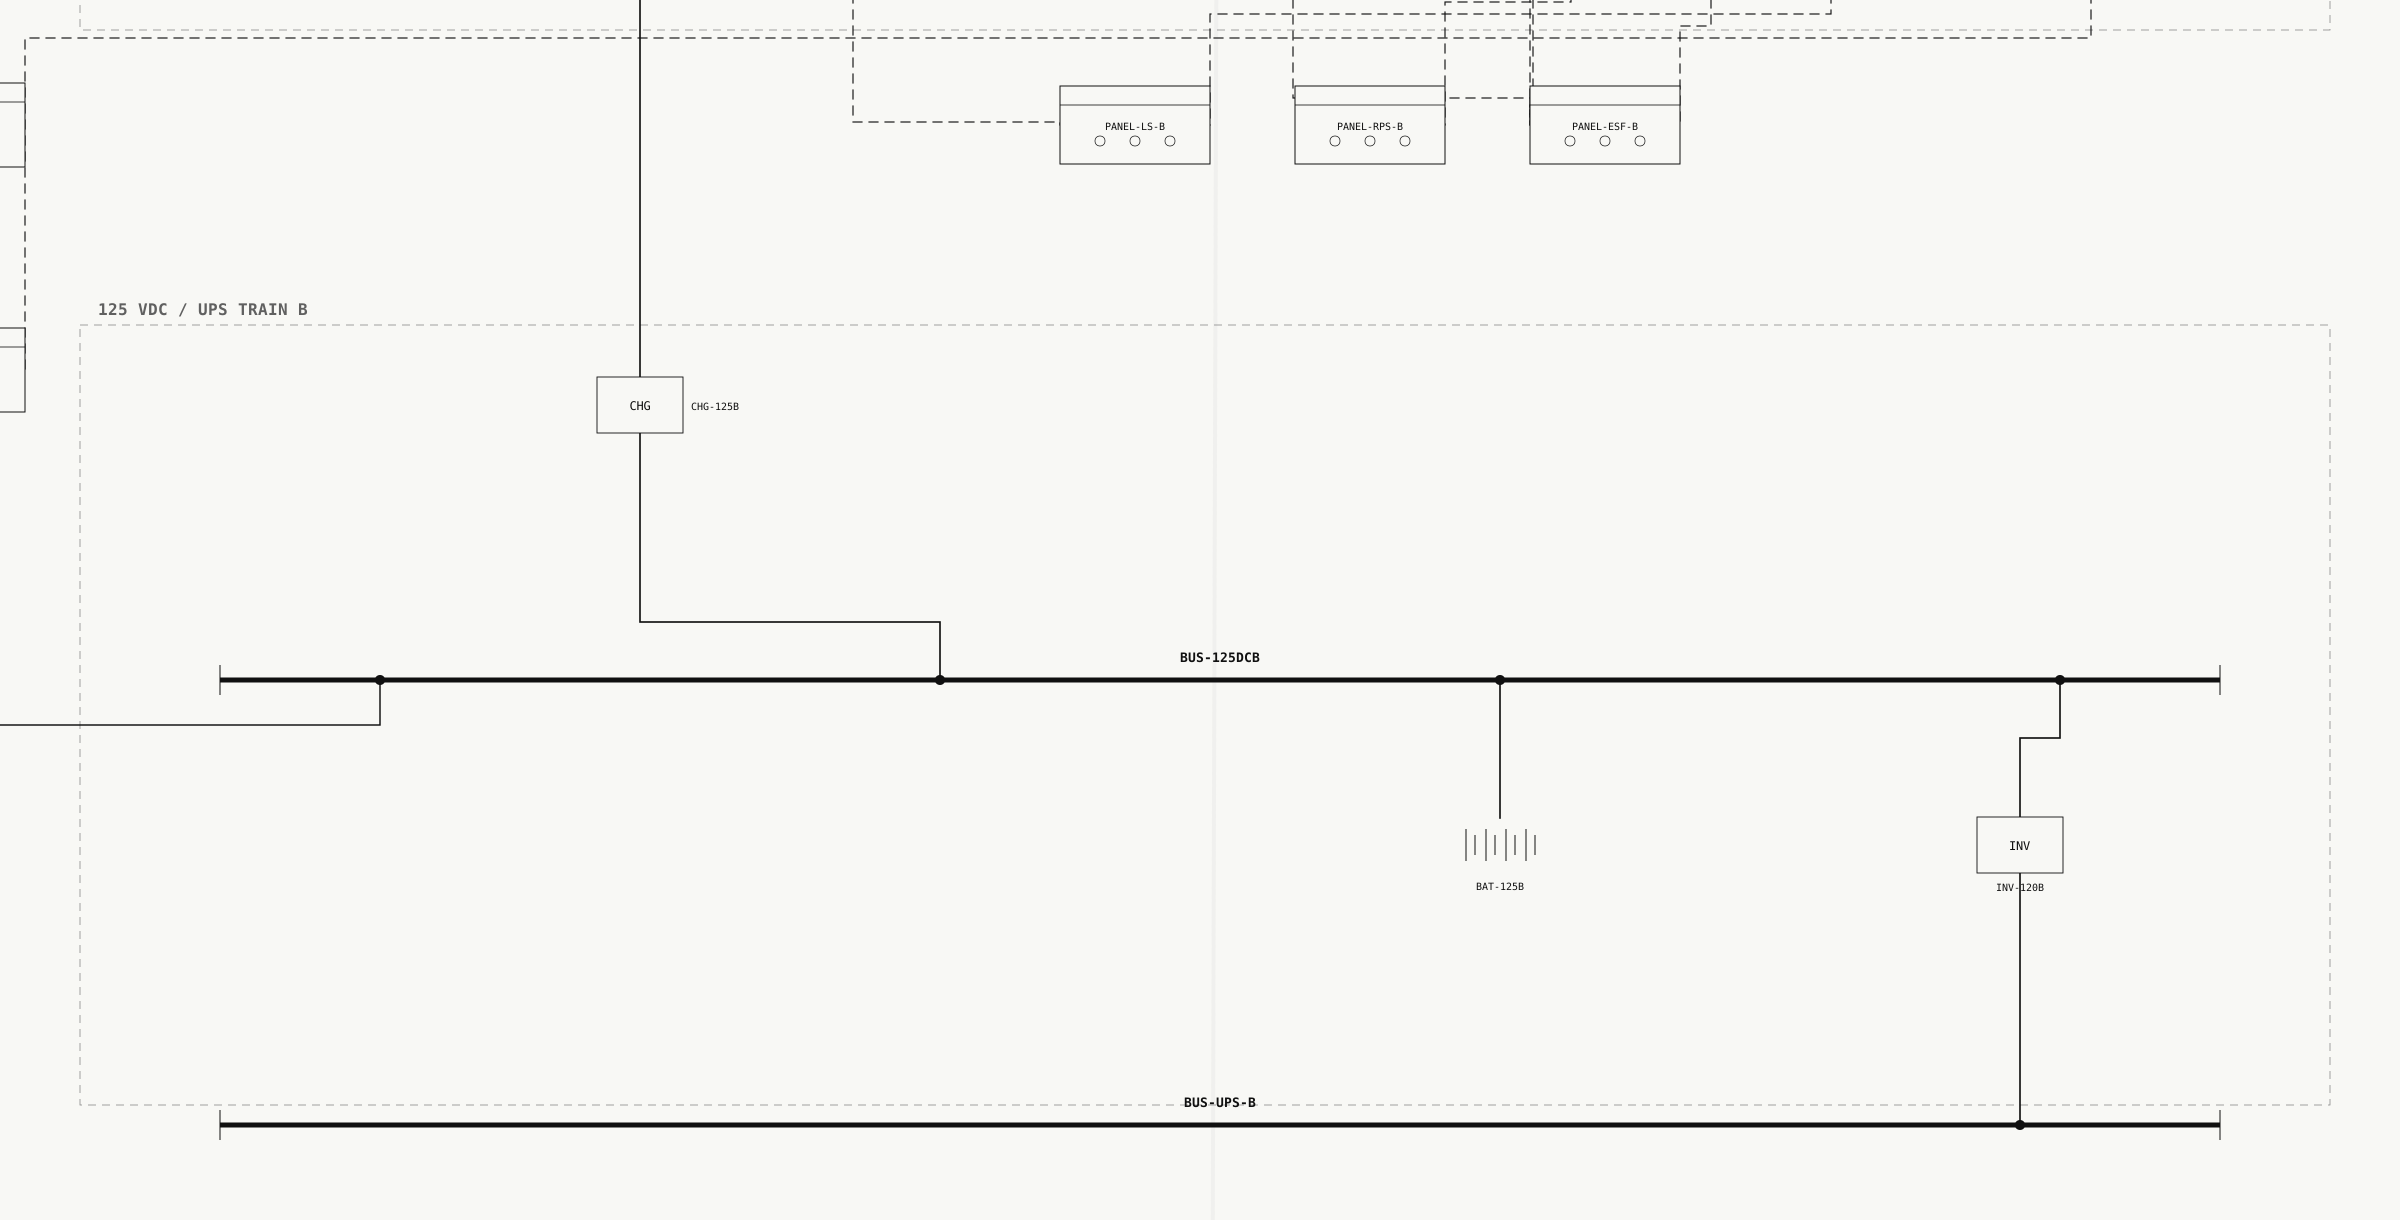 PANEL-LS-B
PANEL-RPS-B
PANEL-ESF-B
125 VDC / UPS TRAIN B
CHG
CHG-125B
BUS-125DCB
INV
BAT-125B
INV-120B
BUS-UPS-B